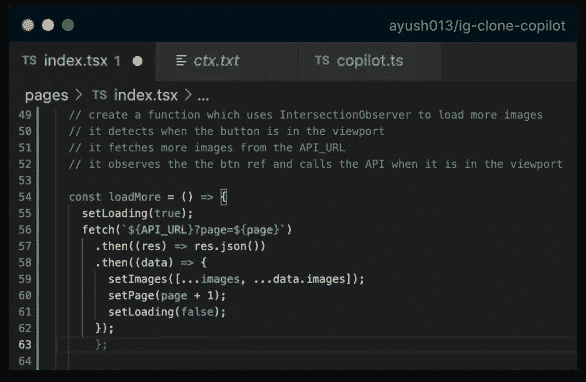 ayush013/ig-clone-copilot
TS index.tsx 1 ctx.txt TS copilot.ts
pages > TS index.tsx > ...
49 // create a function which uses IntersectionObserver to load more images
50 // it detects when the button is in the viewport
51 // it fetches more images from the API_URL
52 // it observes the the btn ref and calls the API when it is in the viewport
53
54 const loadMore = () => {
55 setLoading(true);
56 fetch(`${API_URL}?page=${page}`)
57 .then((res) => res.json())
58 .then((data) => {
59 setImages([...images, ...data.images]);
60 setPage(page + 1);
61 setLoading(false);
62 });
63 };
64